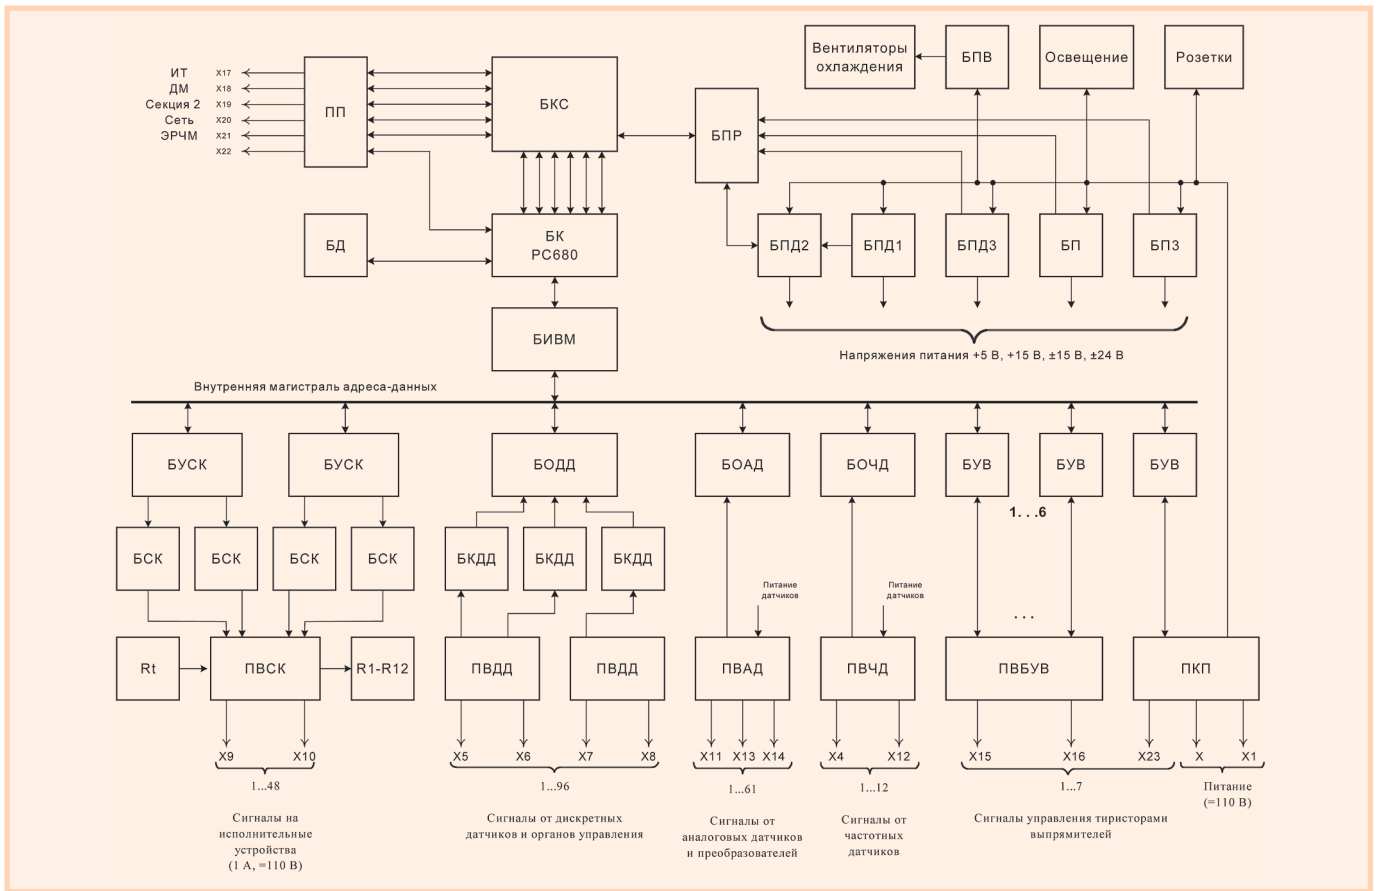 Вентиляторы
охлаждения
БПВ
Освещение
Розетки
ИТ X17
ДМ X18
Секция 2 X19
Сеть X20
ЭРЧМ X21
X22
ПП
БКС
БПР
БД
БК
PC680
БПД2
БПД1
БПД3
БП
БП3
БИВМ
Напряжения питания +5 В, +15 В, ±15 В, ±24 В
Внутренняя магистраль адреса-данных
БУСК
БУСК
БОДД
БОАД
БОЧД
БУВ
БУВ
БУВ
1. . .6
БСК
БСК
БСК
БСК
БКДД
БКДД
БКДД
Питание
датчиков
Питание
датчиков
. . .
Rt
ПВСК
R1-R12
ПВДД
ПВДД
ПВАД
ПВЧД
ПВБУВ
ПКП
X9
X10
X5
X6
X7
X8
X11
X13
X14
X4
X12
X15
X16
X23
X
X1
1...48
1...96
1...61
1...12
1...7
Питание
(=110 В)
Сигналы на
исполнительные
устройства
(1 А, =110 В)
Сигналы от дискретных
датчиков и органов управления
Сигналы от
аналоговых датчиков
и преобразователей
Сигналы от
частотных
датчиков
Сигналы управления тиристорами
выпрямителей